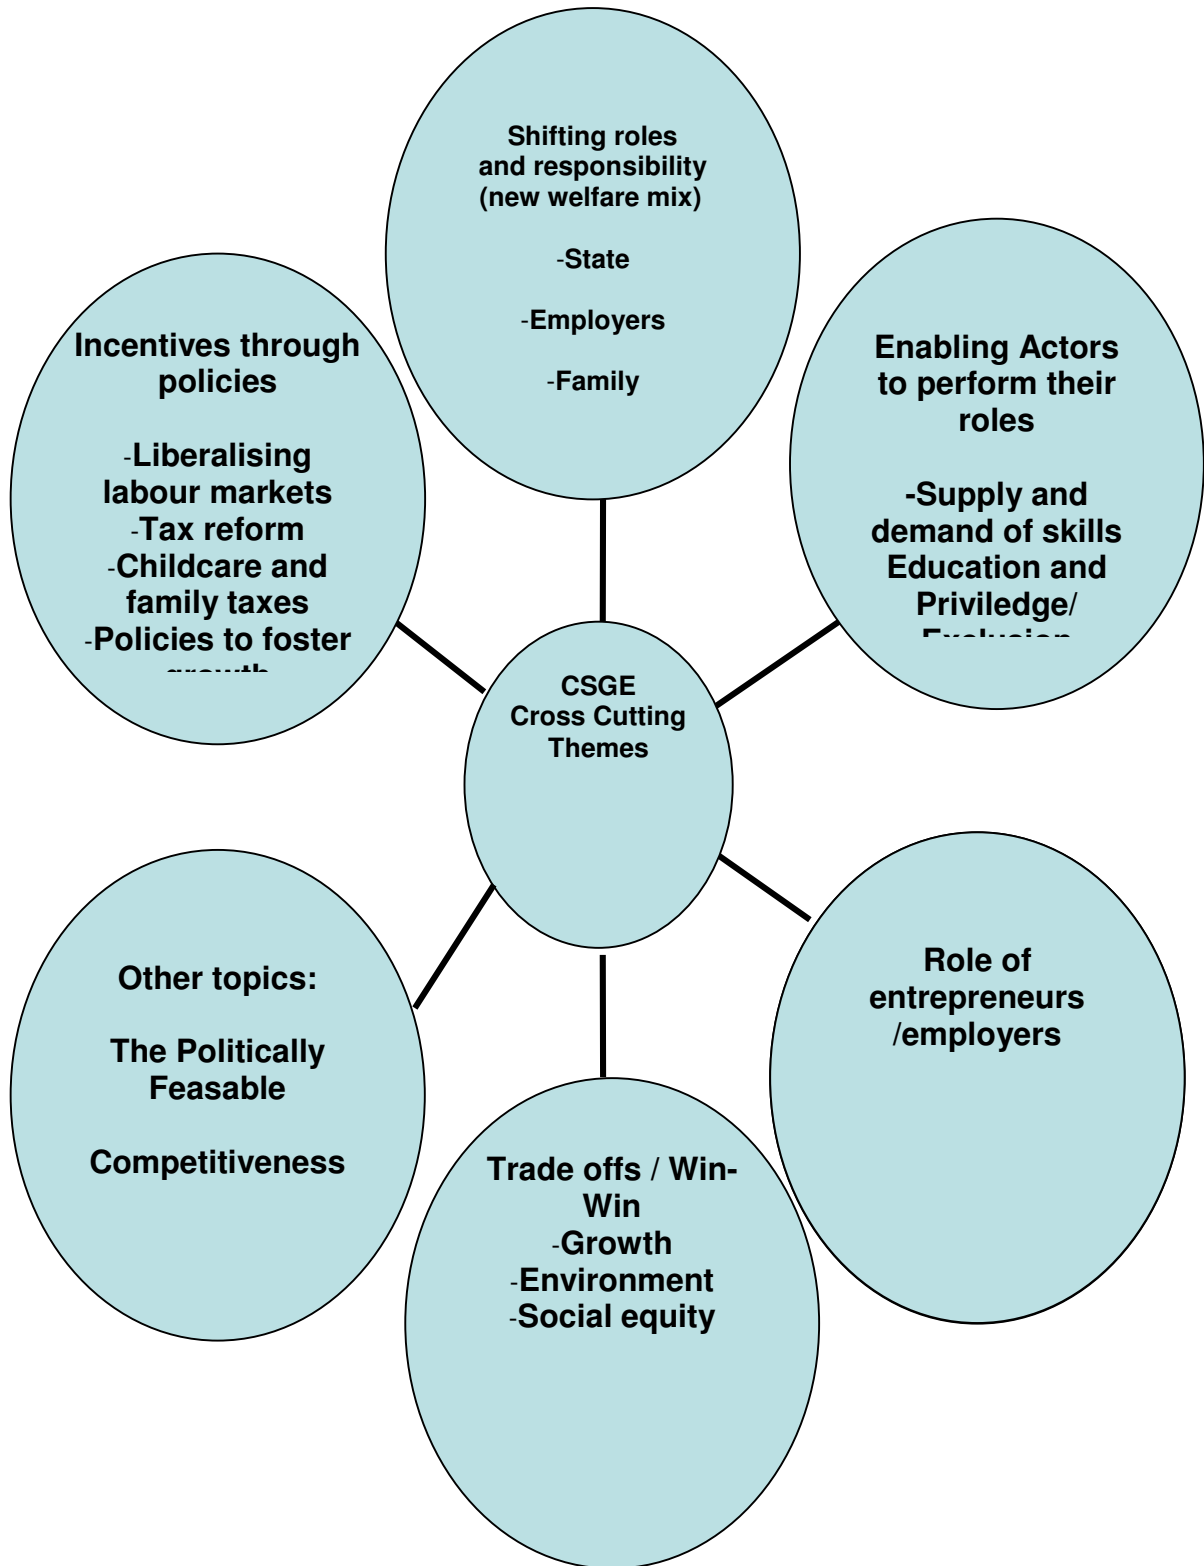 Shifting roles
and responsibility
(new welfare mix)
-State
-Employers
-Family
Incentives through
policies
-Liberalising
labour markets
-Tax reform
-Childcare and
family taxes
-Policies to foster
growth
Enabling Actors
to perform their
roles
-Supply and
demand of skills
Education and
Priviledge/
Exclusion
CSGE
Cross Cutting
Themes
Other topics:
The Politically
Feasable
Competitiveness
Role of
entrepreneurs
/employers
Trade offs / Win-
Win
-Growth
-Environment
-Social equity